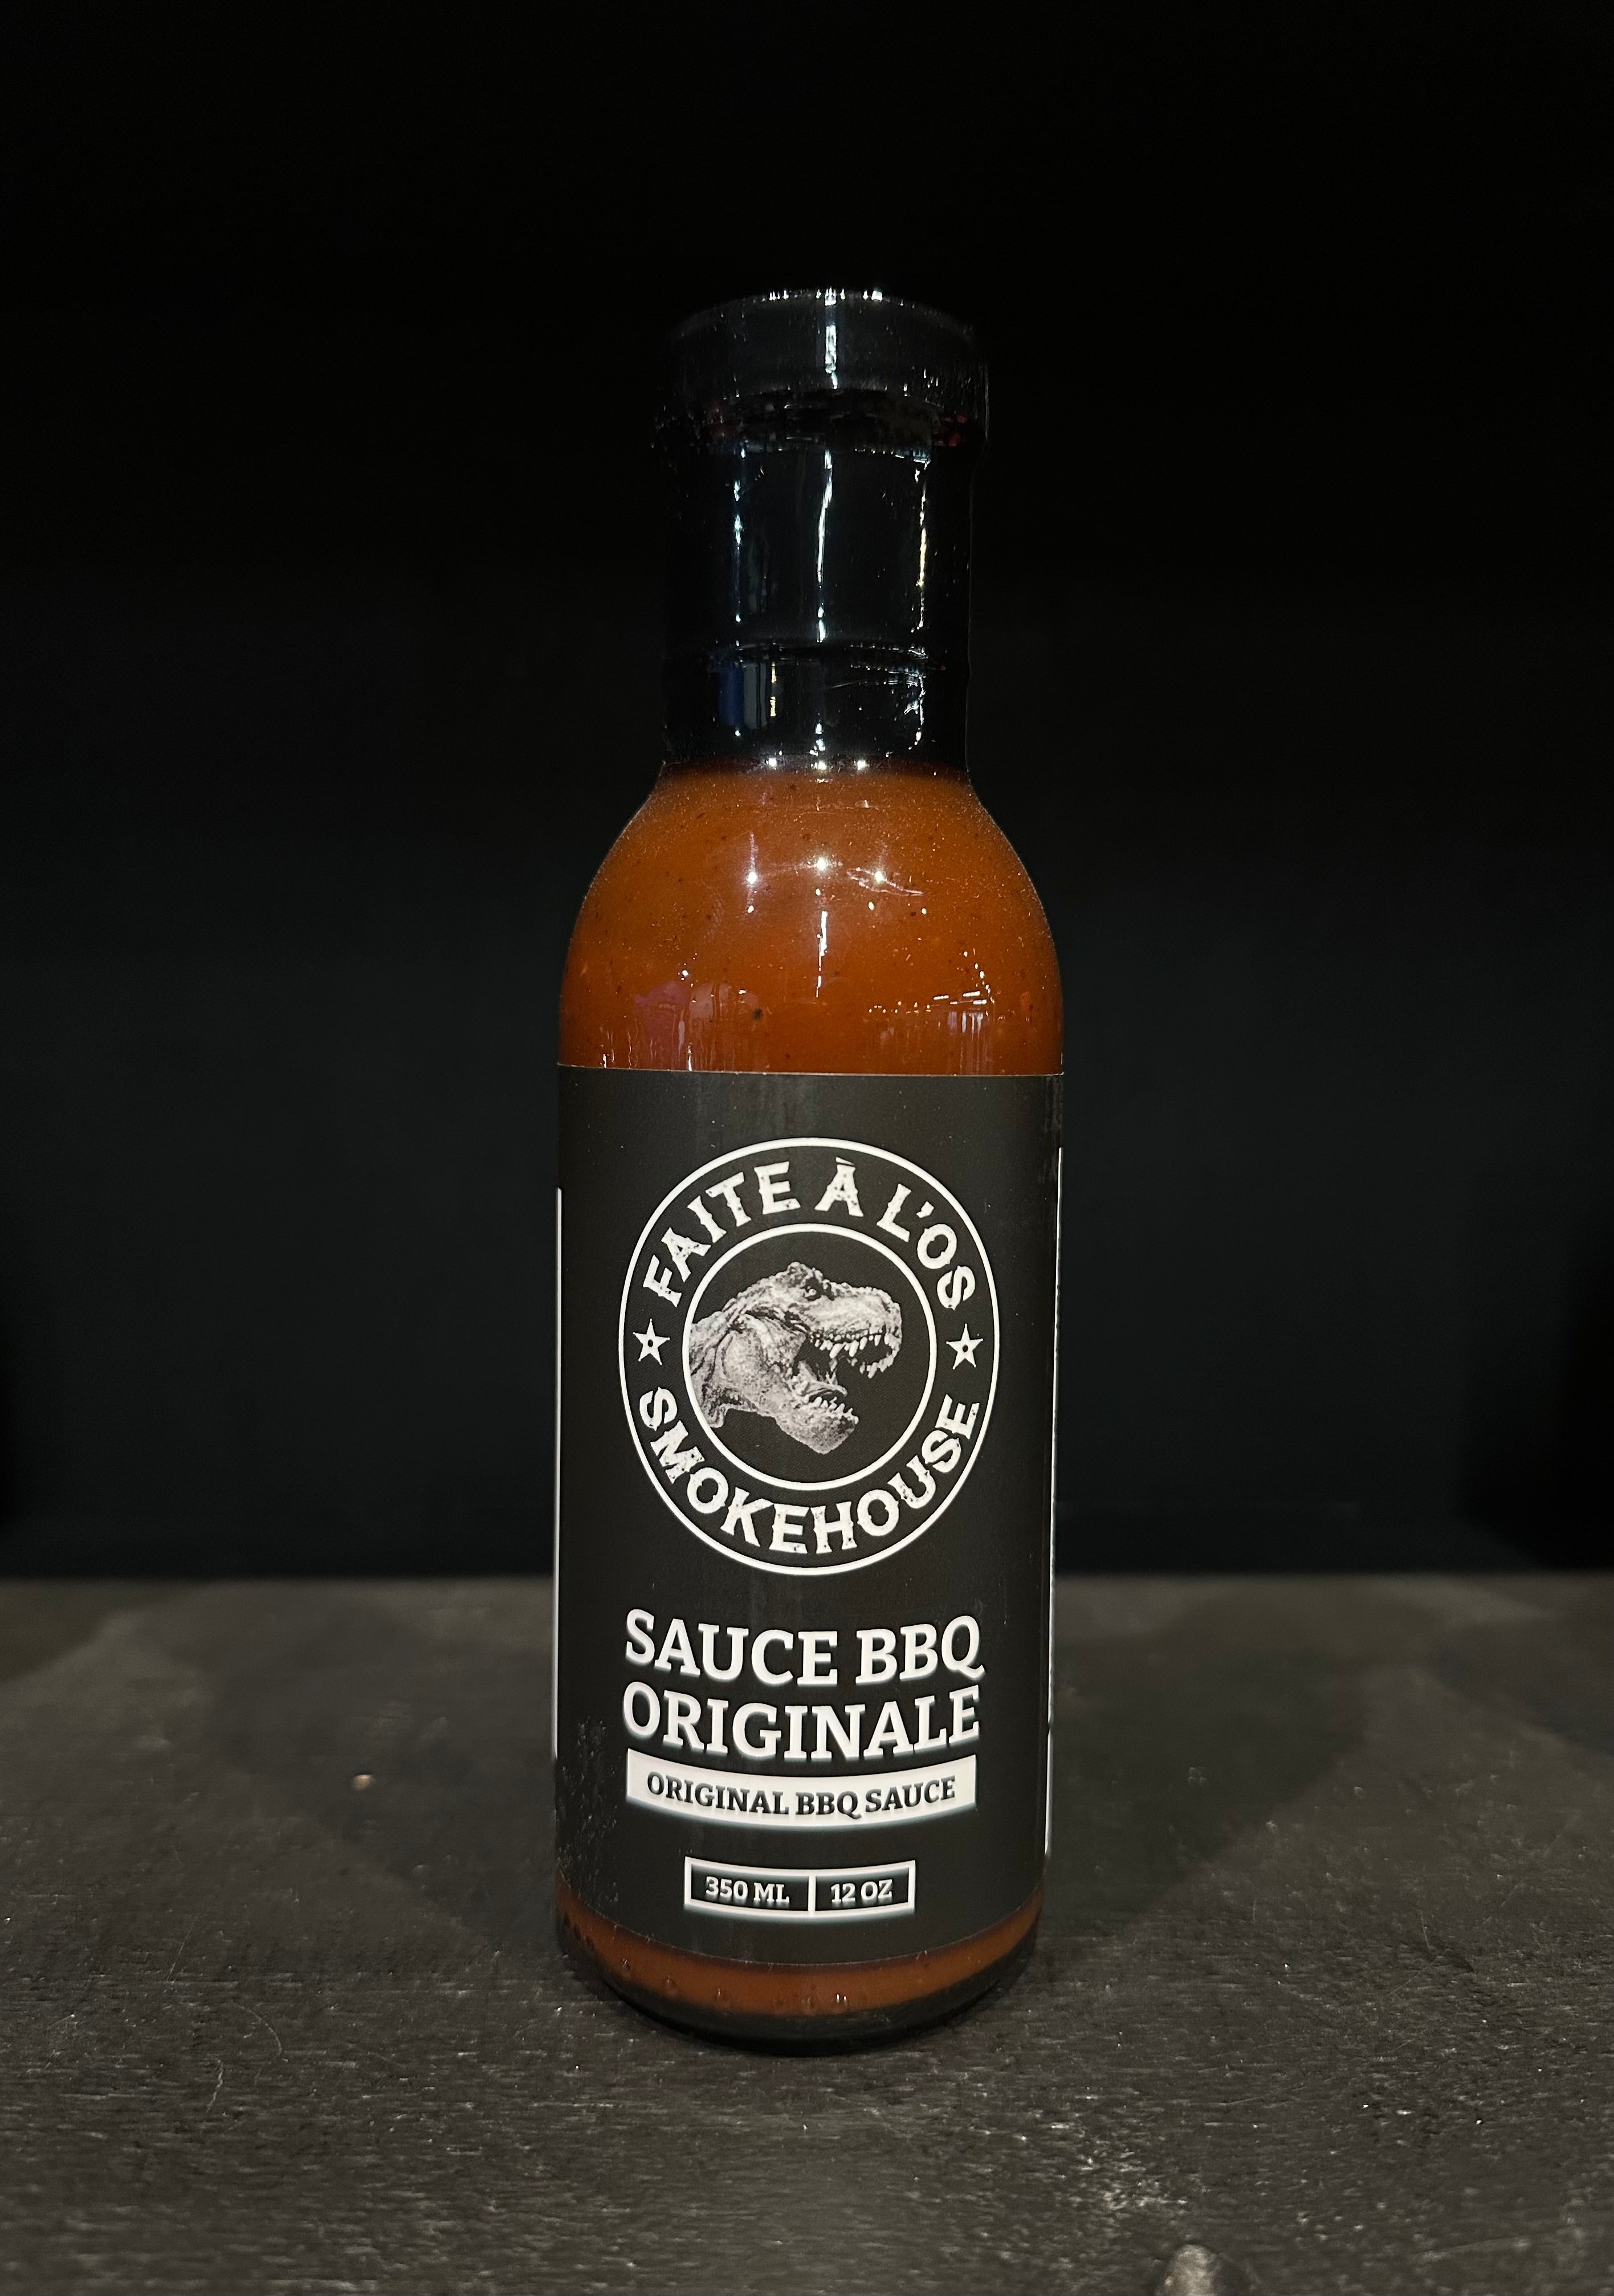 FAITE À L'OS
SMOKEHOUSE
SAUCE BBQ
ORIGINALE
ORIGINAL BBQ SAUCE
350 ML | 12 OZ